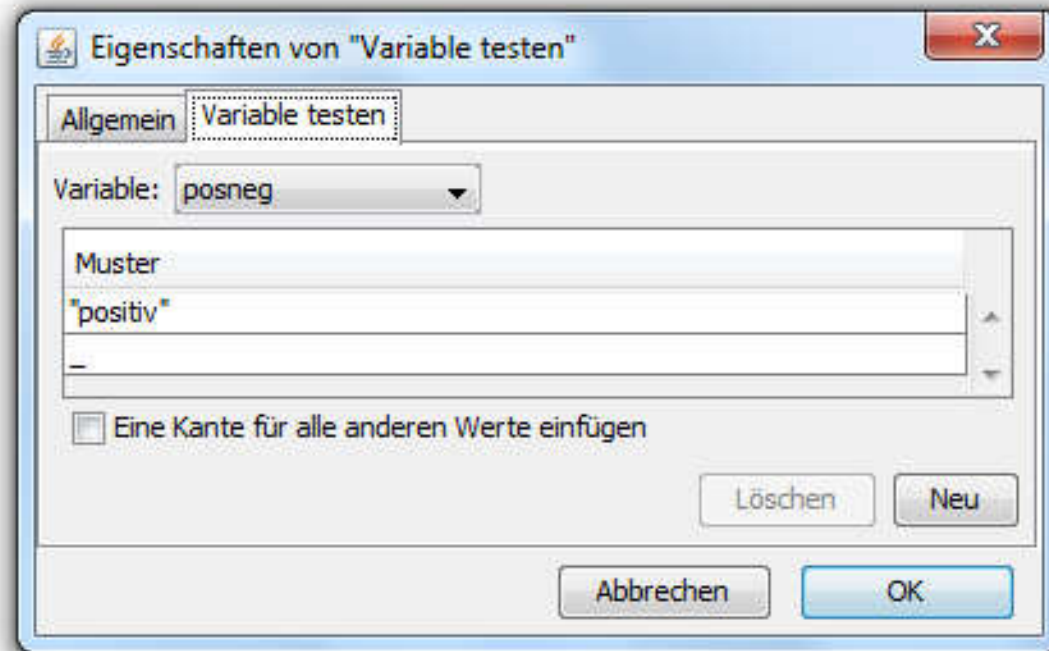 Eigenschaften von "Variable testen"
Allgemein Variable testen
Variable: posneg
Muster
"positiv"
_
Eine Kante für alle anderen Werte einfügen
Löschen Neu
Abbrechen OK